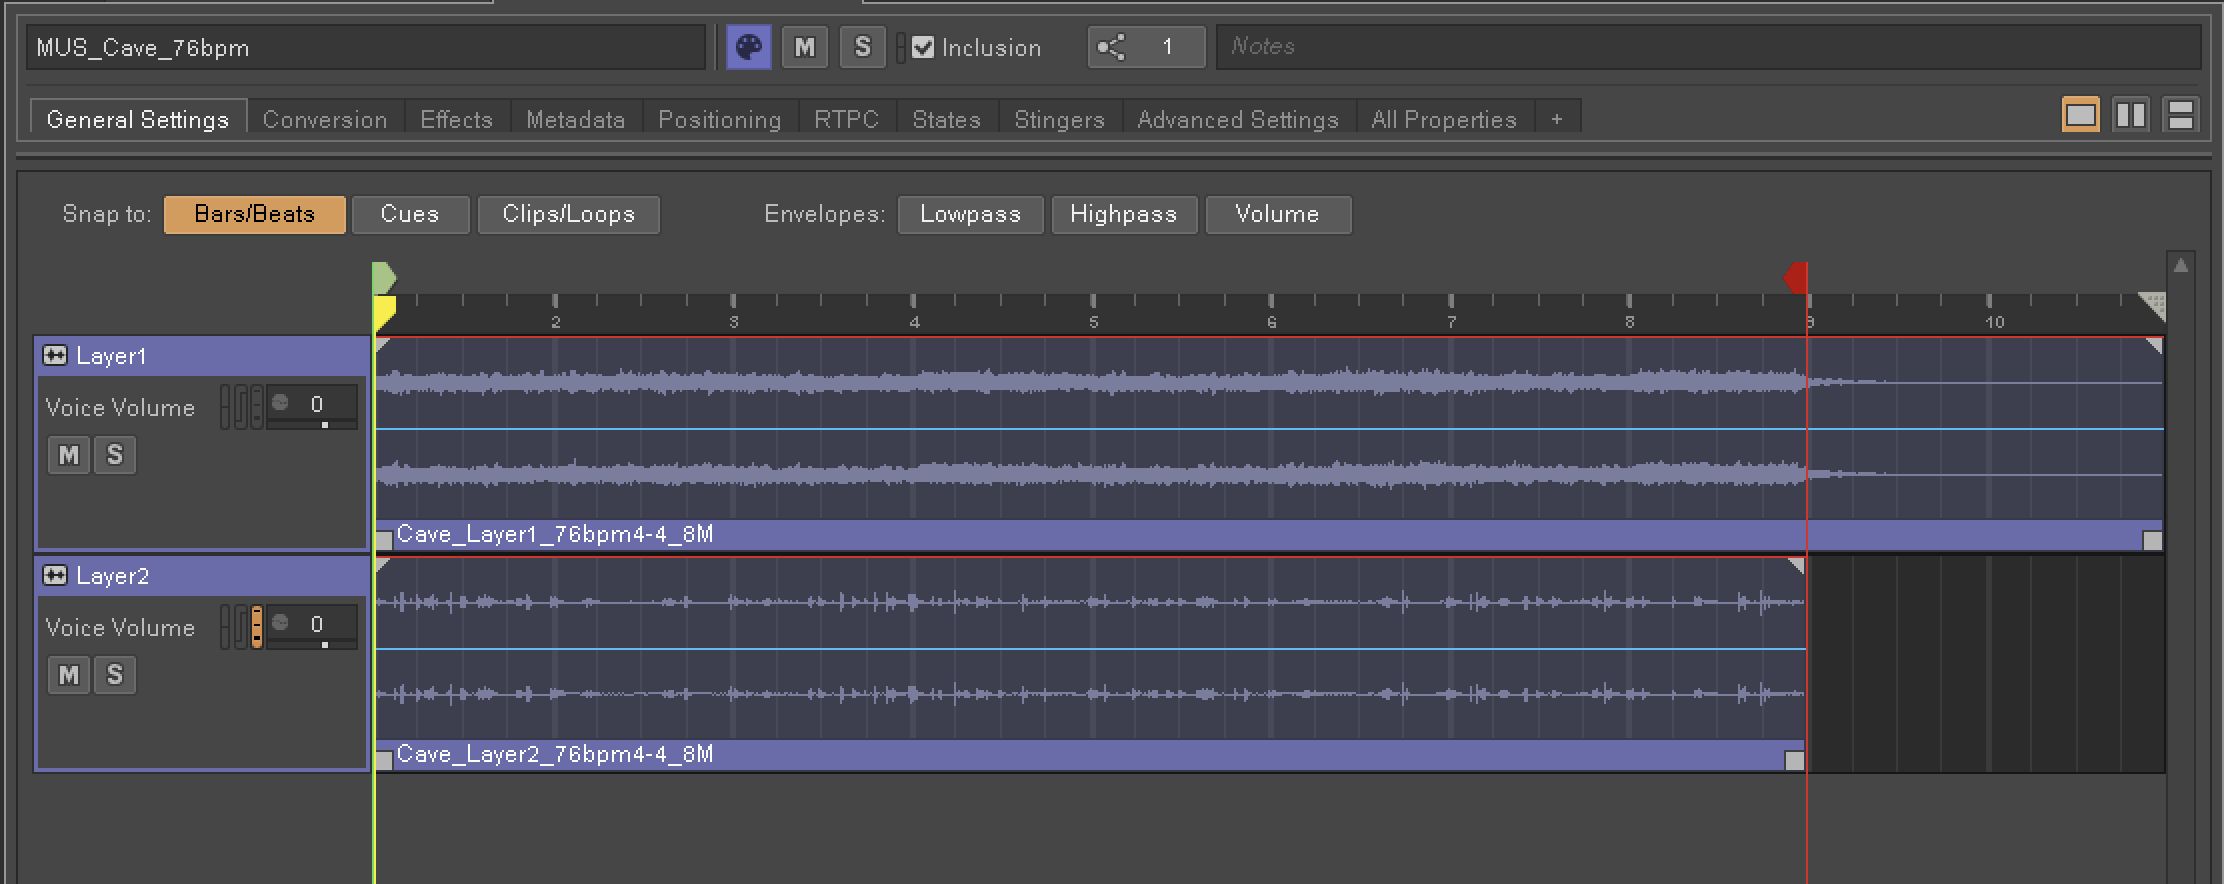 MUS_Cave_76bpm M S Inclusion 1 Notes
General Settings Conversion Effects Metadata Positioning RTPC States Stingers Advanced Settings All Properties +
Snap to: Bars/Beats Cues Clips/Loops Envelopes: Lowpass Highpass Volume
2 3 4 5 6 7 8 9 10
Layer1
Voice Volume 0
M S
Cave_Layer1_76bpm4-4_8M
Layer2
Voice Volume 0
M S
Cave_Layer2_76bpm4-4_8M